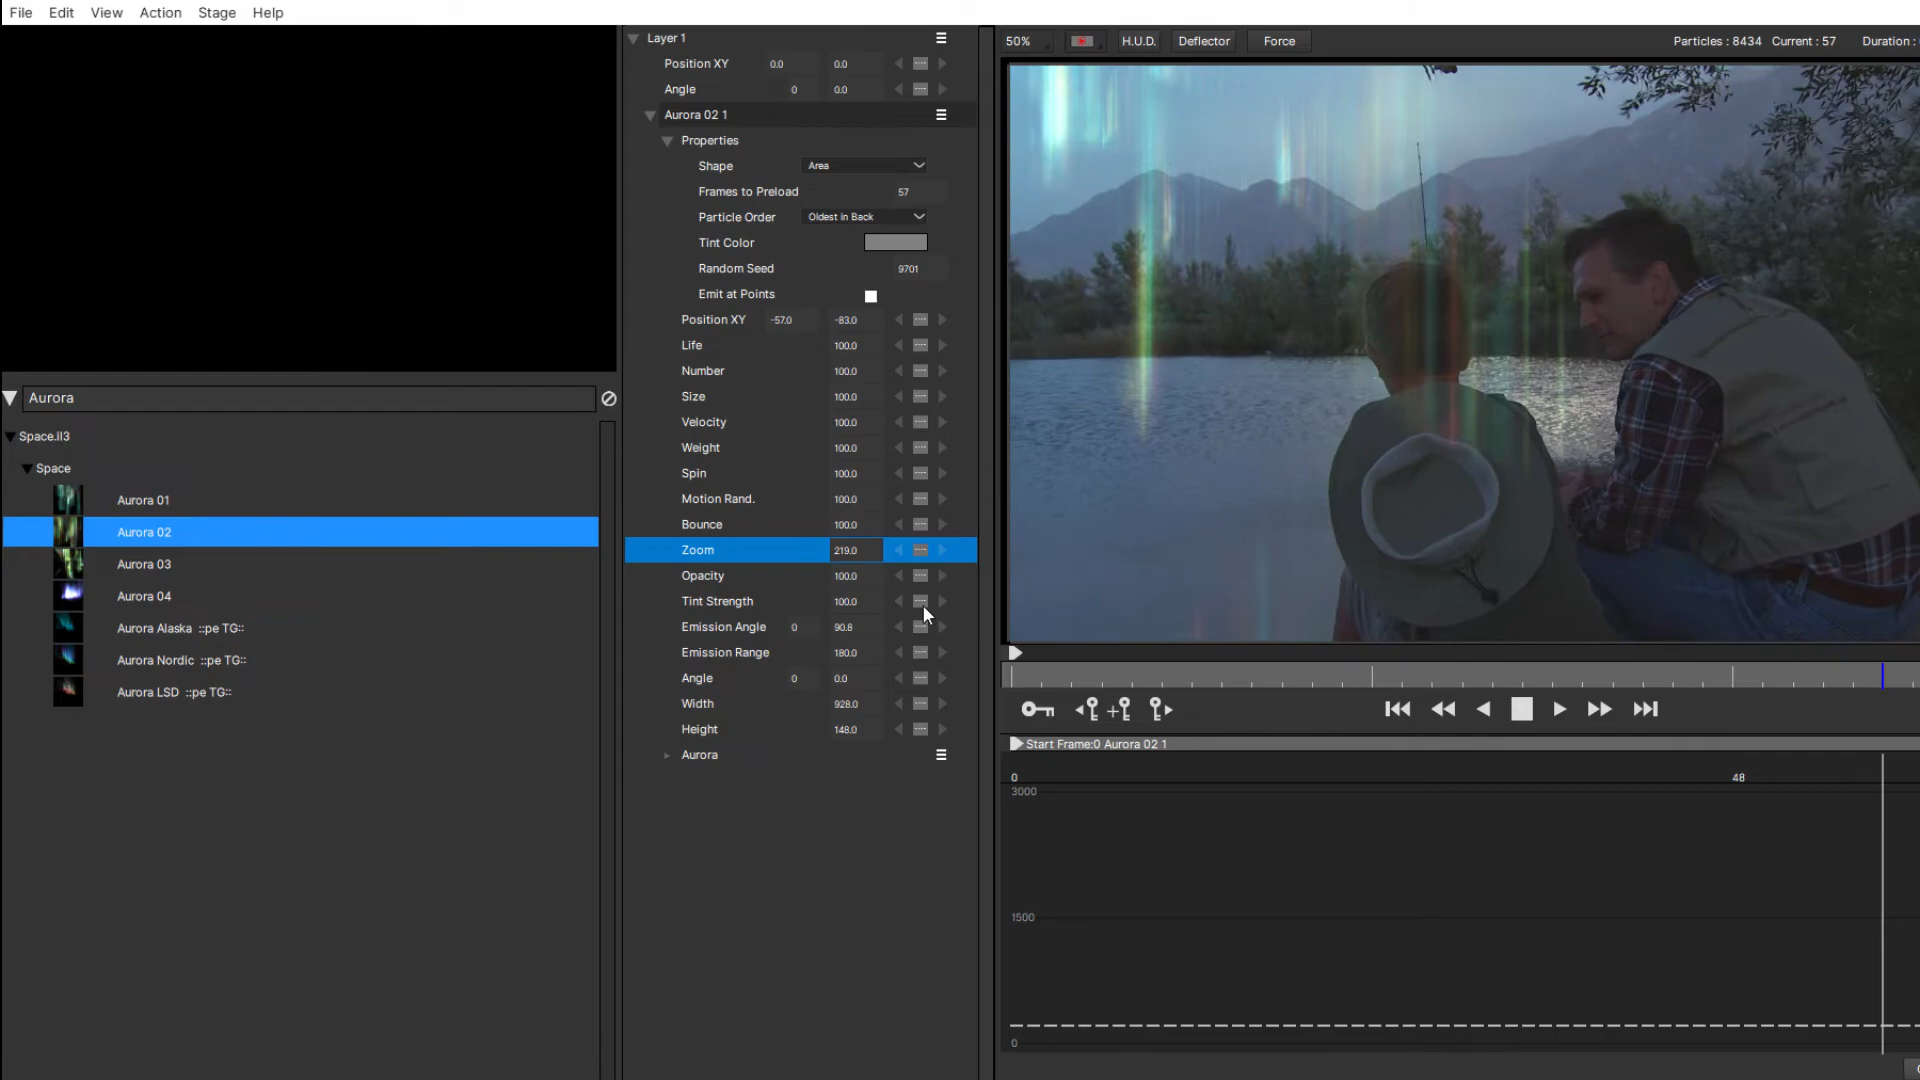 File Edit View Action Stage Help
Layer 1
Position XY 0.0 0.0
Angle 0 0.0
Aurora 02 1
Properties
Shape Area
Frames to Preload 57
Particle Order Oldest in Back
Tint Color
Random Seed 9701
Emit at Points
Position XY -57.0 -83.0
Life 100.0
Number 100.0
Size 100.0
Velocity 100.0
Weight 100.0
Spin 100.0
Motion Rand. 100.0
Bounce 100.0
Zoom 219.0
Opacity 100.0
Tint Strength 100.0
Emission Angle 0 90.8
Emission Range 180.0
Angle 0 0.0
Width 928.0
Height 148.0
Aurora
Aurora
Space.il3
Space
Aurora 01
Aurora 02
Aurora 03
Aurora 04
Aurora Alaska ::pe TG::
Aurora Nordic ::pe TG::
Aurora LSD ::pe TG::
50% H.U.D. Deflector Force Particles : 8434 Current : 57 Duration :
Start Frame:0 Aurora 02 1
0 48
3000
1500
0